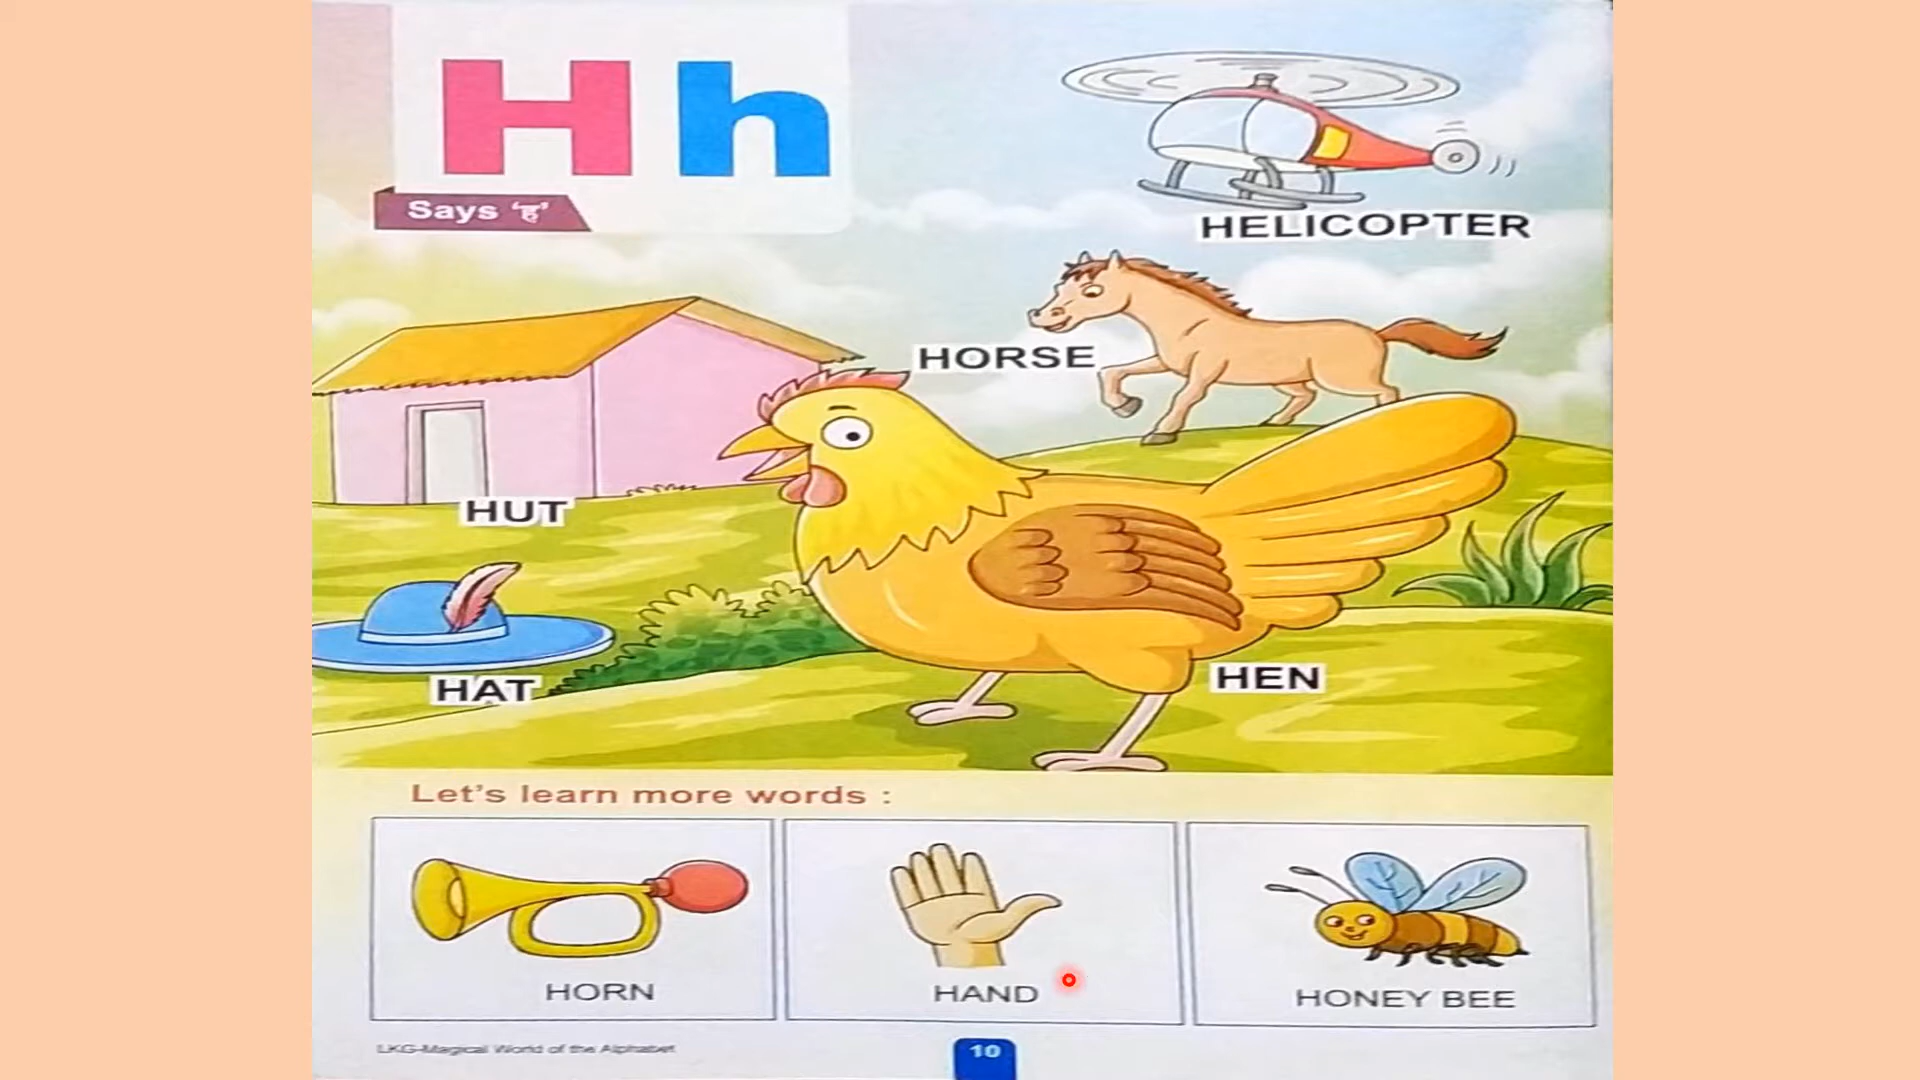 Hh
Says ‘ह’
HELICOPTER
HORSE
HUT
HAT
HEN
Let's learn more words :
HORN
HAND
HONEY BEE
LKG-Magical World of the Alphabet
10